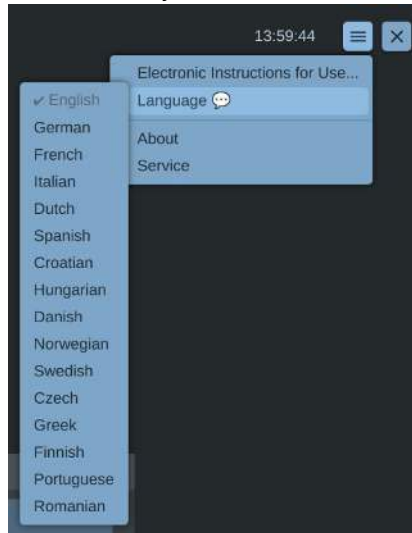 13:59:44
Electronic Instructions for Use...
Language 💬
About
Service
✔ English
German
French
Italian
Dutch
Spanish
Croatian
Hungarian
Danish
Norwegian
Swedish
Czech
Greek
Finnish
Portuguese
Romanian